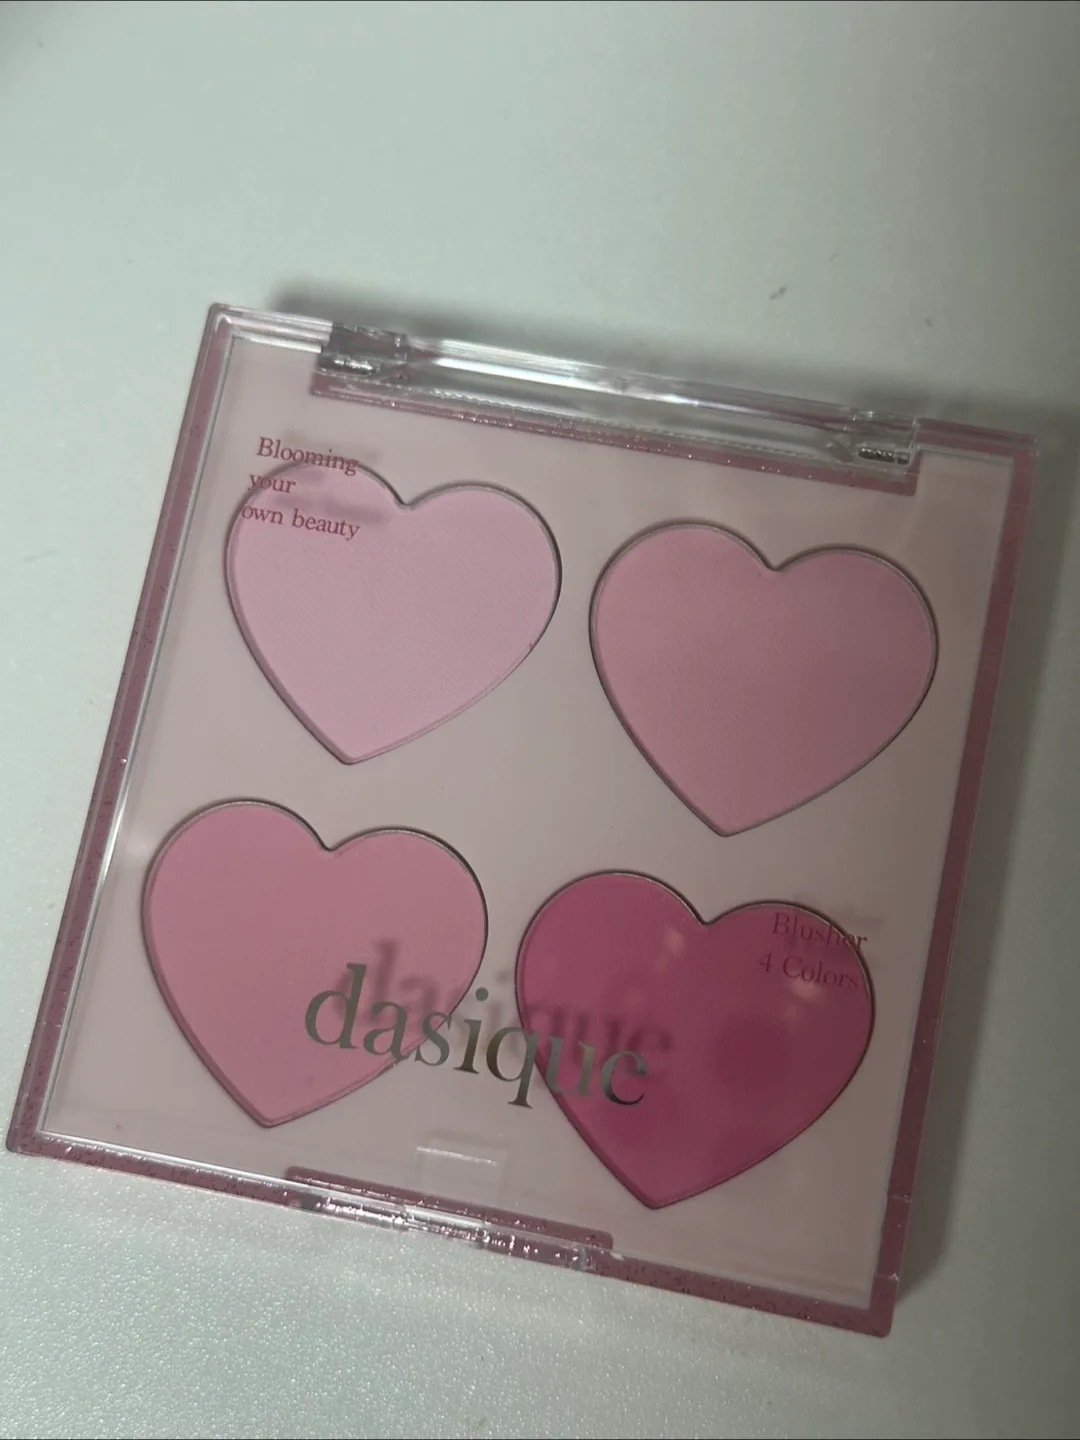 Blooming
your
own beauty
Blusher
4 Colors
dasique